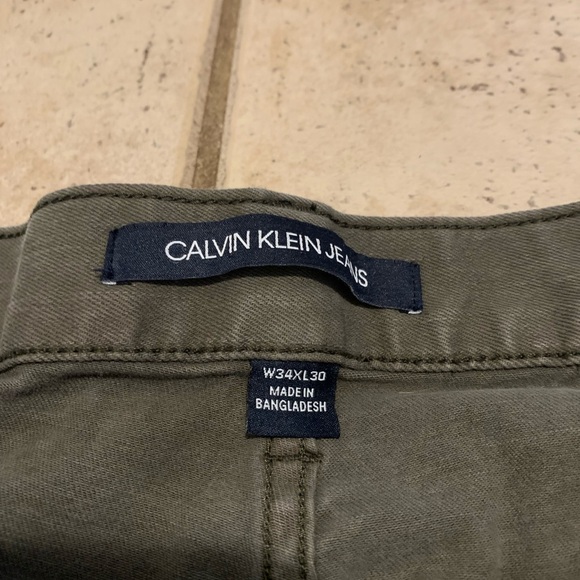 CALVIN KLEIN JEANS
W34XL30
MADE IN
BANGLADESH